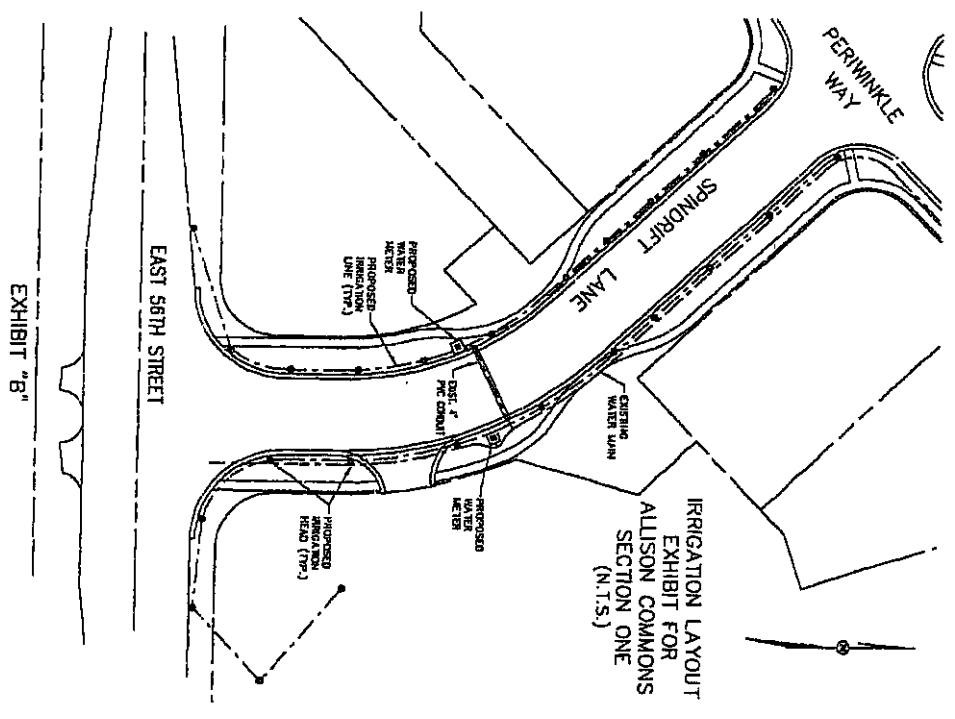 PERIWINKLE
WAY
SPINDRIFT
LANE
PROPOSED
WATER
METER
PROPOSED
IRRIGATION
LINE (TYP.)
EXIST. 4"
PVC CONDUIT
EXISTING
WATER MAIN
PROPOSED
WATER
METER
PROPOSED
IRRIGATION
HEAD (TYP.)
EAST 56TH STREET
EXHIBIT "B"
IRRIGATION LAYOUT
EXHIBIT FOR
ALLISON COMMONS
SECTION ONE
(N.T.S.)
N